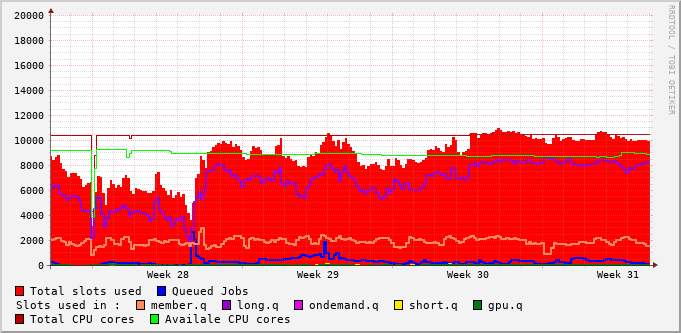 20000
18000
16000
14000
12000
10000
8000
6000
4000
2000
0
Week 28 Week 29 Week 30 Week 31
RRDTOOL / TOBI OETIKER
Total slots used Queued Jobs
Slots used in : member.q long.q ondemand.q short.q gpu.q
Total CPU cores Availale CPU cores